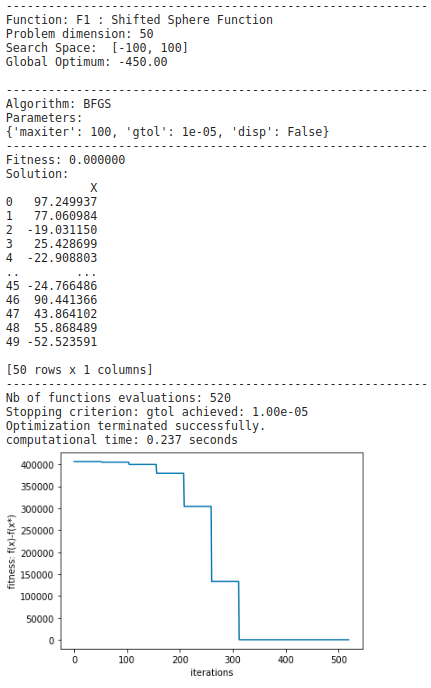 ------------------------------------------------------------
Function: F1 : Shifted Sphere Function
Problem dimension: 50
Search Space:  [-100, 100]
Global Optimum: -450.00
------------------------------------------------------------
Algorithm: BFGS
Parameters:
{'maxiter': 100, 'gtol': 1e-05, 'disp': False}
------------------------------------------------------------
Fitness: 0.000000
Solution:
            X
0   97.249937
1   77.060984
2  -19.031150
3   25.428699
4  -22.908803
..        ...
45 -24.766486
46  90.441366
47  43.864102
48  55.868489
49 -52.523591
[50 rows x 1 columns]
------------------------------------------------------------
Nb of functions evaluations: 520
Stopping criterion: gtol achieved: 1.00e-05
Optimization terminated successfully.
computational time: 0.237 seconds
400000
350000
300000
250000
200000
150000
100000
50000
0
fitness: f(x)-f(x*)
0 100 200 300 400 500
iterations